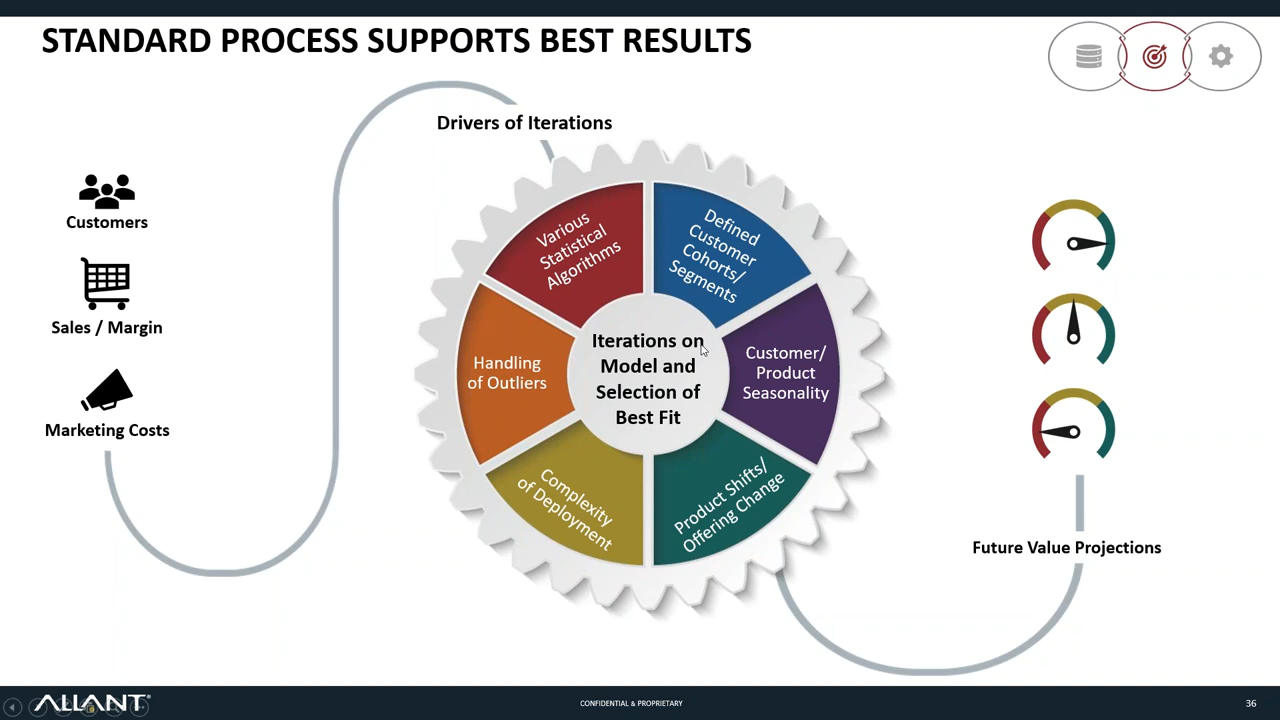 STANDARD PROCESS SUPPORTS BEST RESULTS
Drivers of Iterations
Customers
Sales / Margin
Marketing Costs
Various
Statistical
Algorithms
Defined
Customer
Cohorts/
Segments
Handling
of Outliers
Iterations on
Model and
Selection of
Best Fit
Customer/
Product
Seasonality
Complexity
of Deployment
Product Shifts/
Offering Change
Future Value Projections
ALLANT®
CONFIDENTIAL & PROPRIETARY
36